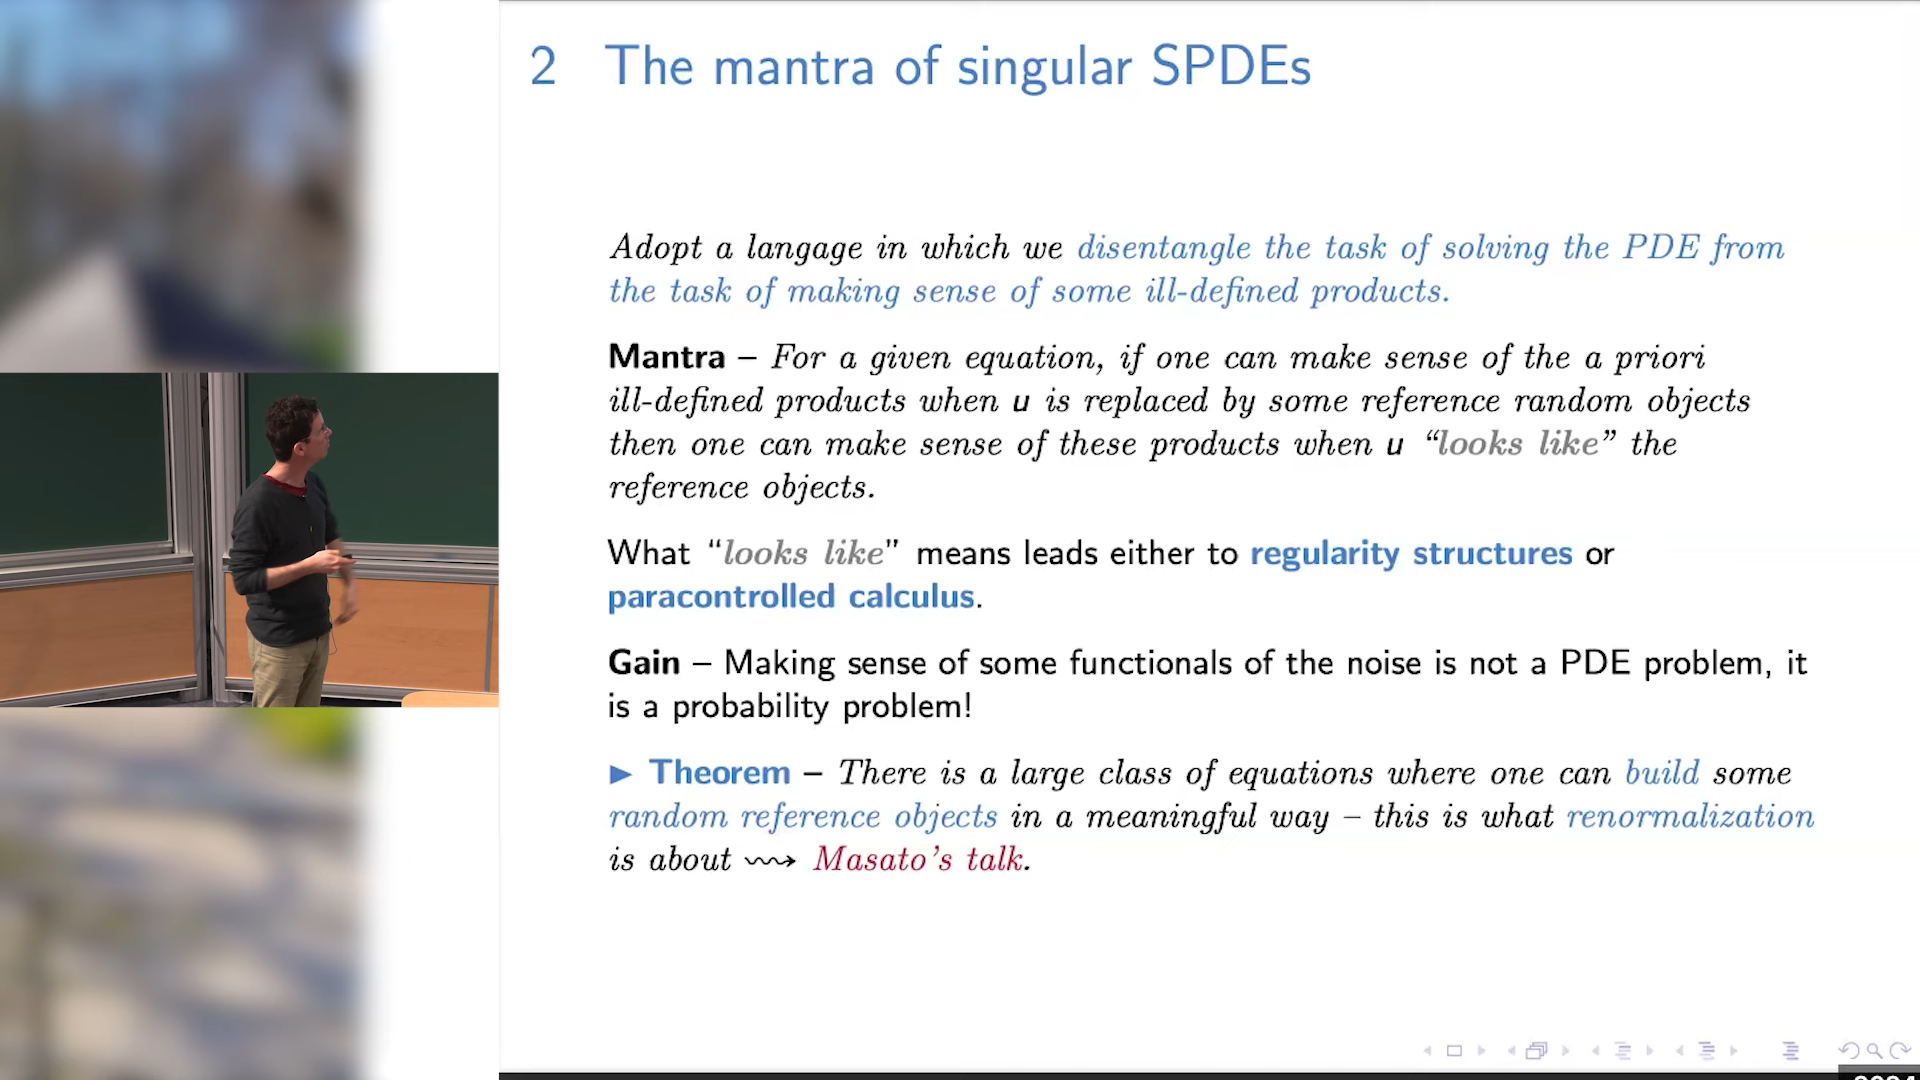 2 The mantra of singular SPDEs
Adopt a langage in which we disentangle the task of solving the PDE from
the task of making sense of some ill-defined products.
Mantra – For a given equation, if one can make sense of the a priori
ill-defined products when u is replaced by some reference random objects
then one can make sense of these products when u “looks like” the
reference objects.
What “looks like” means leads either to regularity structures or
paracontrolled calculus.
Gain – Making sense of some functionals of the noise is not a PDE problem, it
is a probability problem!
▶ Theorem – There is a large class of equations where one can build some
random reference objects in a meaningful way – this is what renormalization
is about ⇝ Masato’s talk.